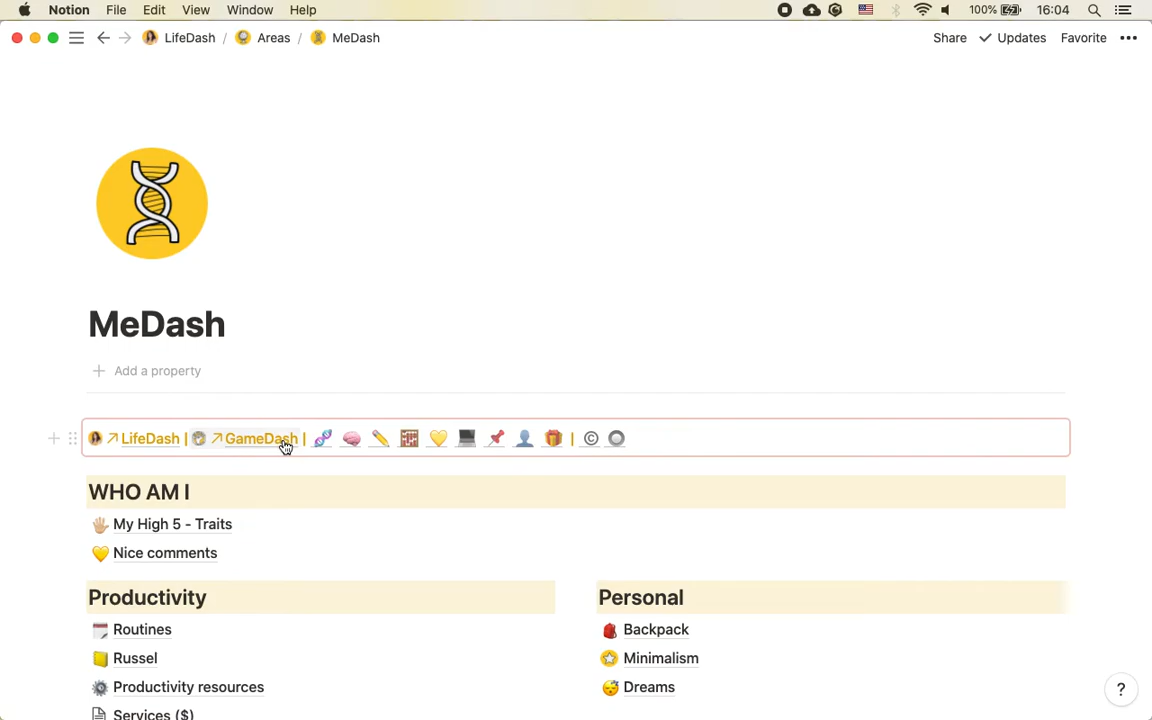 Notion File Edit View Window Help 100% 16:04
LifeDash / Areas / MeDash Share Updates Favorite •••
MeDash
+ Add a property
↗LifeDash | ↗GameDash | | ©
WHO AM I
My High 5 - Traits
Nice comments
Productivity
Routines
Russel
Productivity resources
Services ($)
Personal
Backpack
Minimalism
Dreams
?